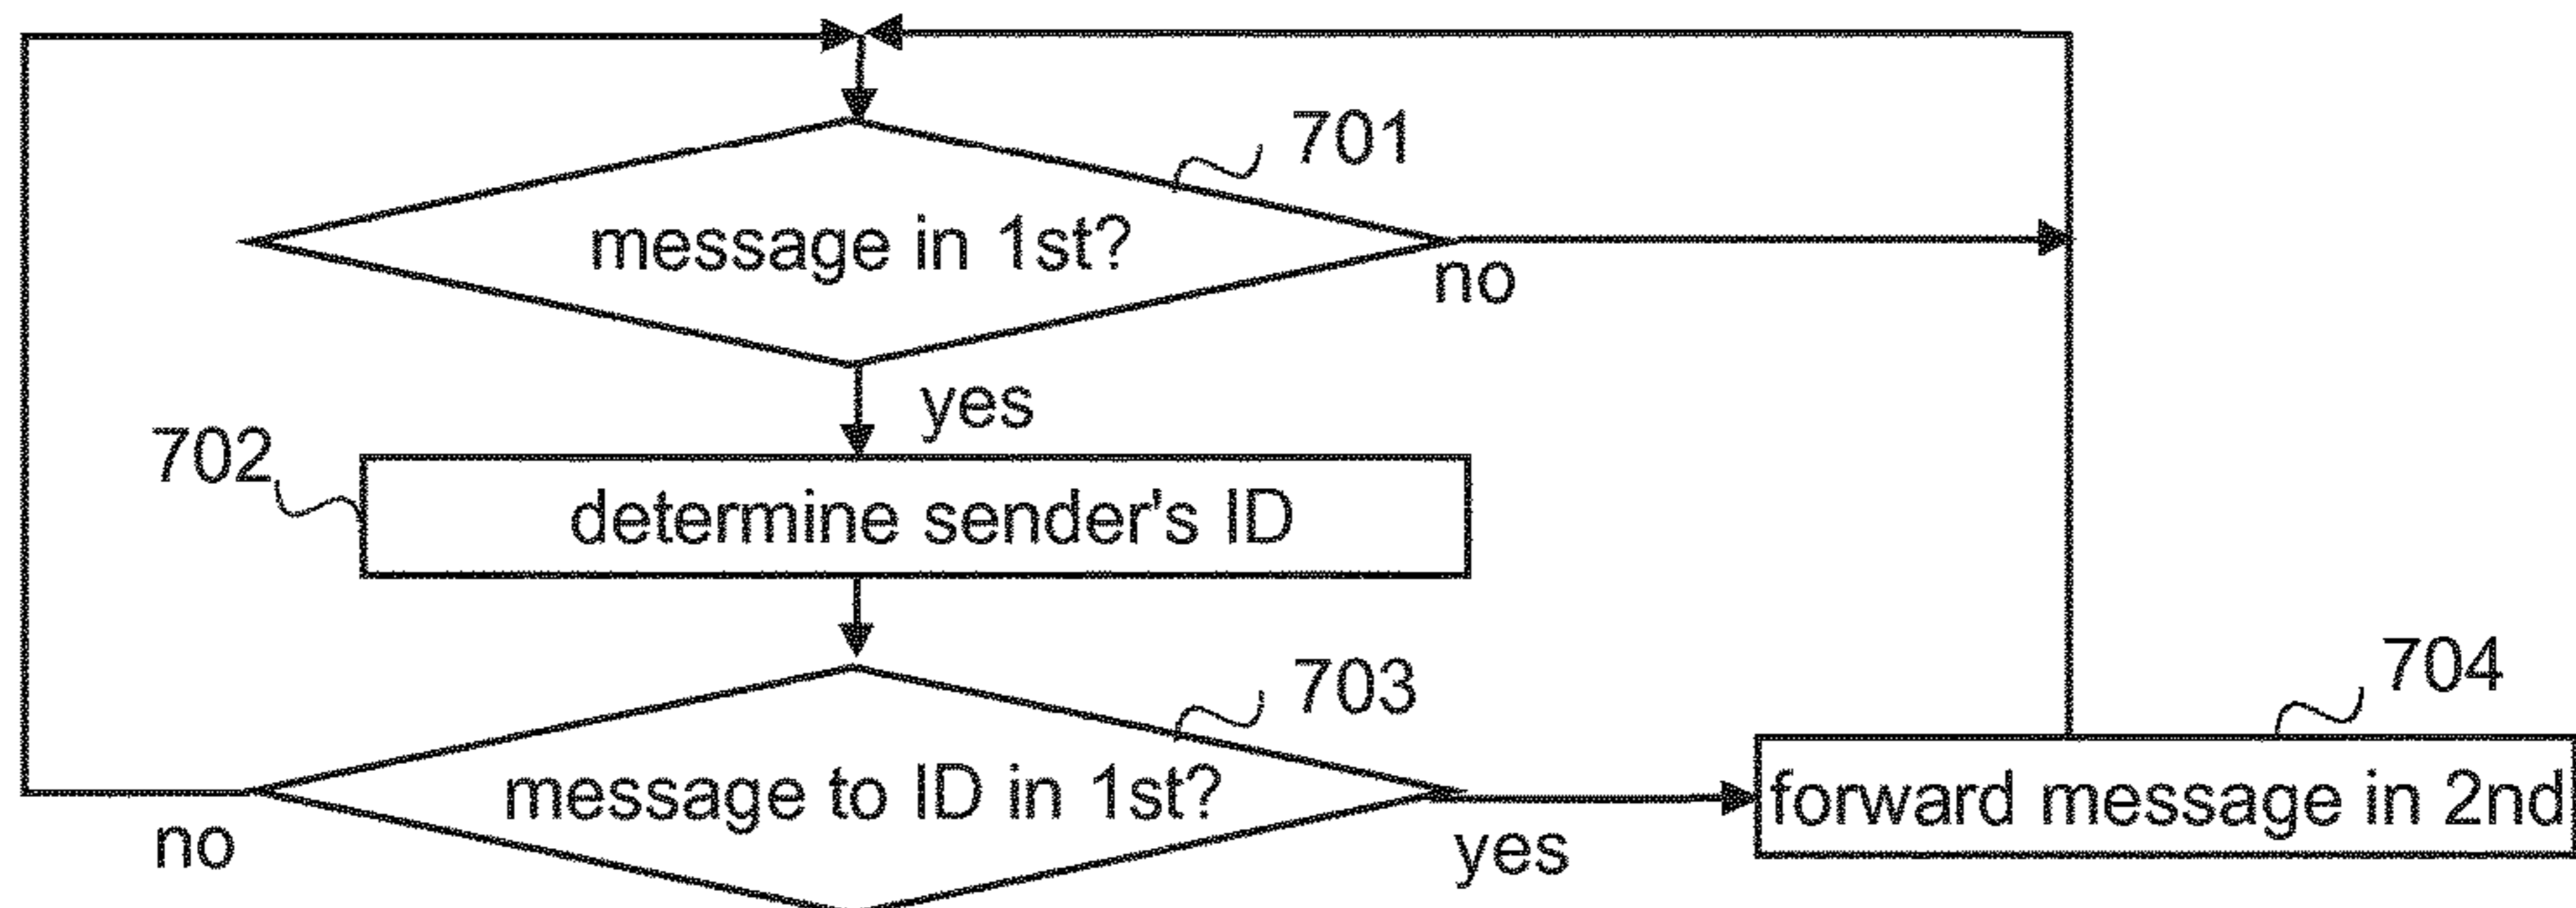 701
message in 1st?
no
yes
702
determine sender's ID
703
704
message to ID in 1st?
forward message in 2nd
no
yes